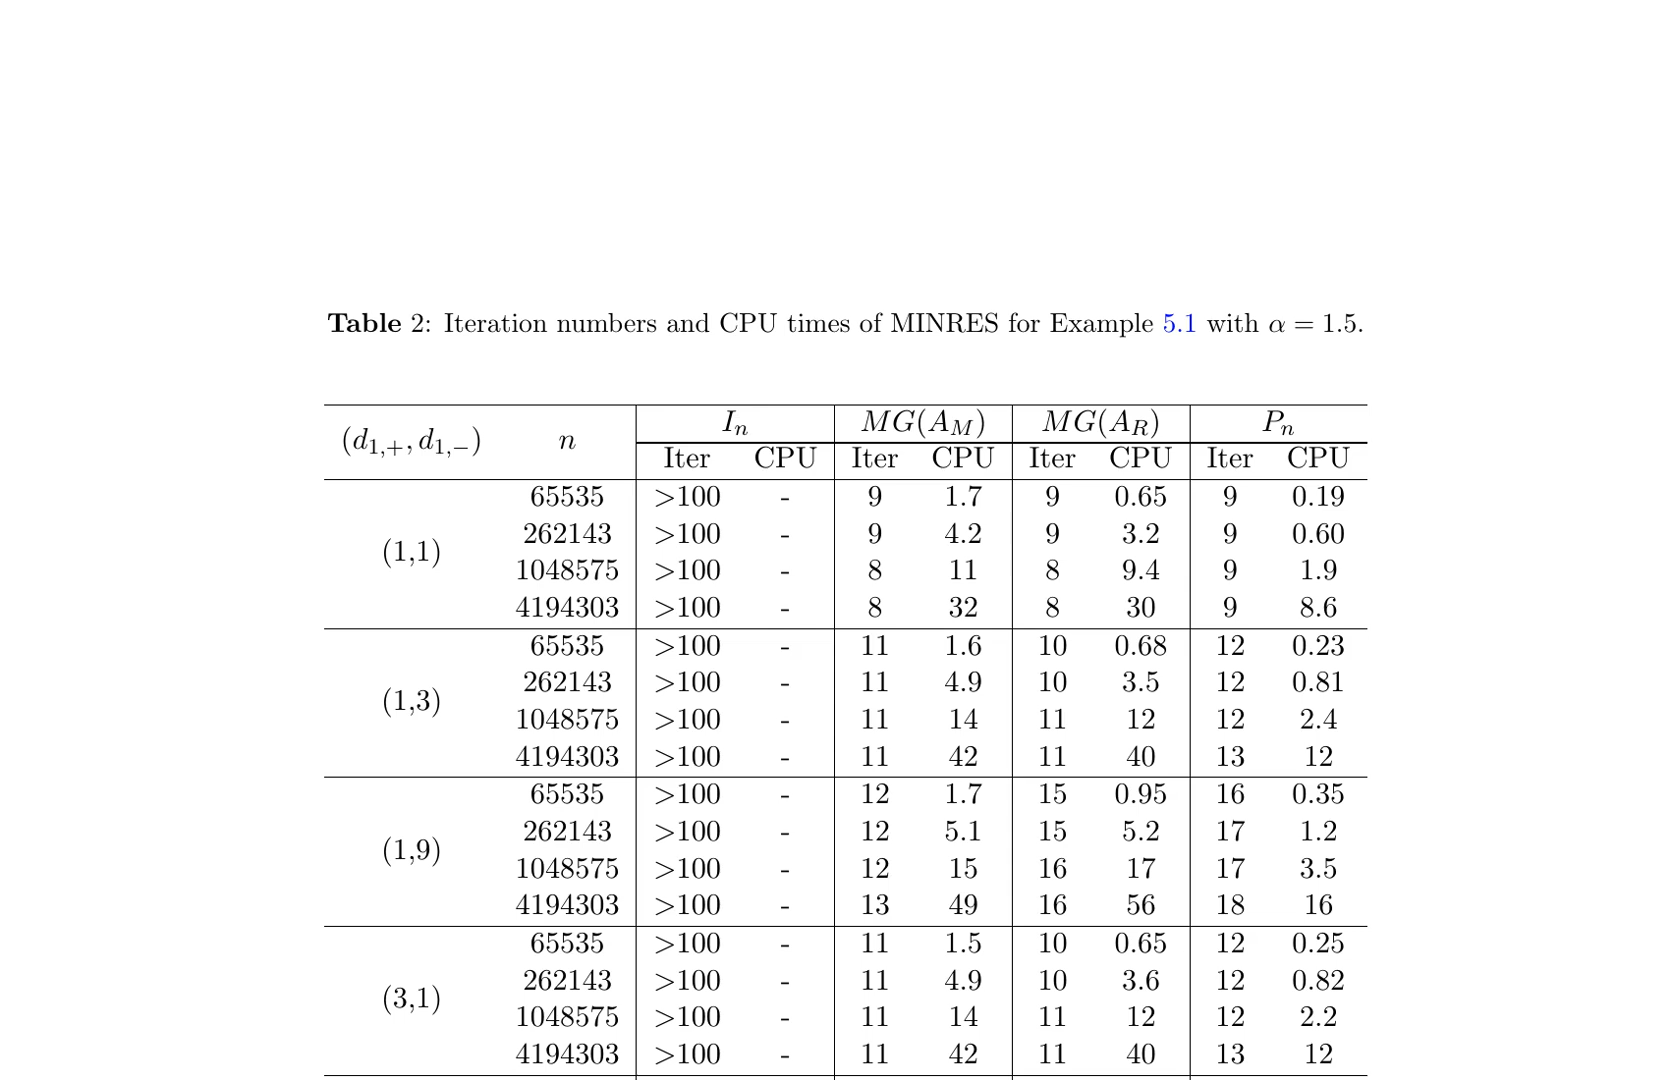 Table 2: Iteration numbers and CPU times of MINRES for Example 5.1 with α = 1.5.
(d₁,₊, d₁,₋) n Iₙ MG(A_M) MG(A_R) Pₙ
Iter CPU Iter CPU Iter CPU Iter CPU
(1,1)
65535 >100 - 9 1.7 9 0.65 9 0.19
262143 >100 - 9 4.2 9 3.2 9 0.60
1048575 >100 - 8 11 8 9.4 9 1.9
4194303 >100 - 8 32 8 30 9 8.6
(1,3)
65535 >100 - 11 1.6 10 0.68 12 0.23
262143 >100 - 11 4.9 10 3.5 12 0.81
1048575 >100 - 11 14 11 12 12 2.4
4194303 >100 - 11 42 11 40 13 12
(1,9)
65535 >100 - 12 1.7 15 0.95 16 0.35
262143 >100 - 12 5.1 15 5.2 17 1.2
1048575 >100 - 12 15 16 17 17 3.5
4194303 >100 - 13 49 16 56 18 16
(3,1)
65535 >100 - 11 1.5 10 0.65 12 0.25
262143 >100 - 11 4.9 10 3.6 12 0.82
1048575 >100 - 11 14 11 12 12 2.2
4194303 >100 - 11 42 11 40 13 12